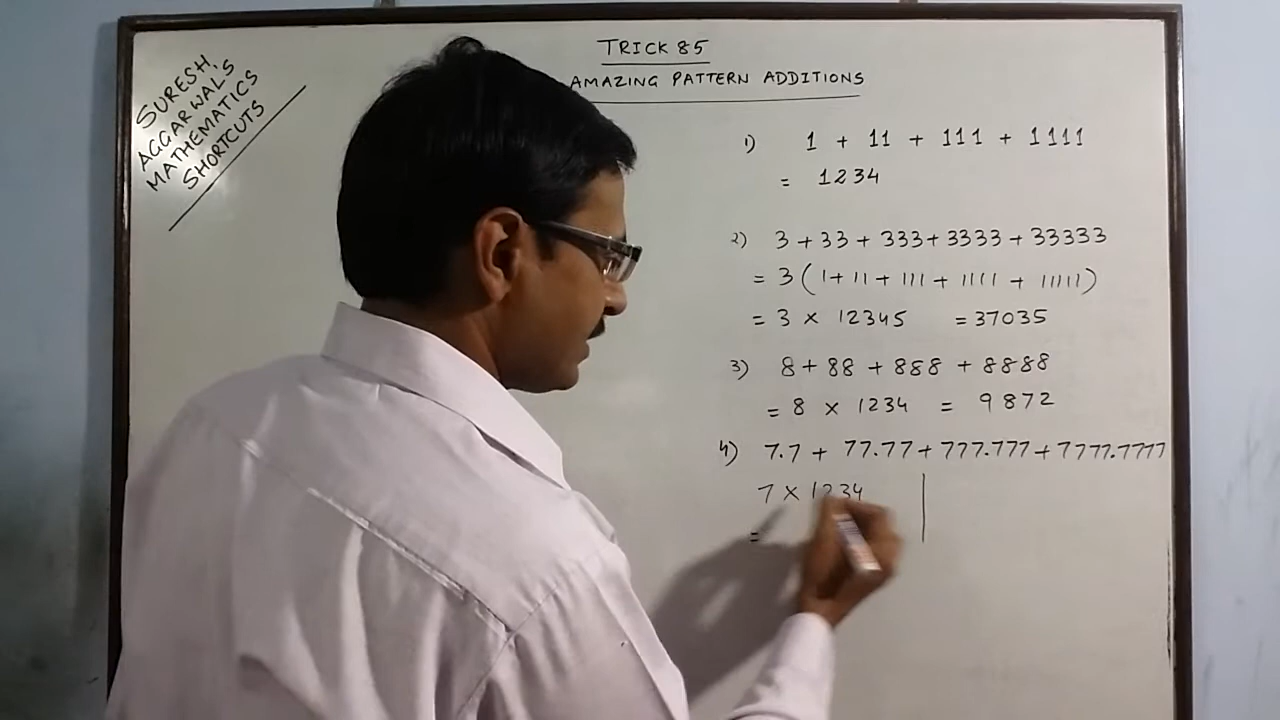 SURESH
AGGARWAL'S
MATHEMATICS
SHORTCUTS
TRICK 85
AMAZING PATTERN ADDITIONS
1) 1 + 11 + 111 + 1111
= 1234
2) 3 + 33 + 333 + 3333 + 33333
= 3 ( 1 + 11 + 111 + 1111 + 11111 )
= 3 × 12345 = 37035
3) 8 + 88 + 888 + 8888
= 8 × 1234 = 9872
4) 7.7 + 77.77 + 777.777 + 7777.7777
7 × 1234
=